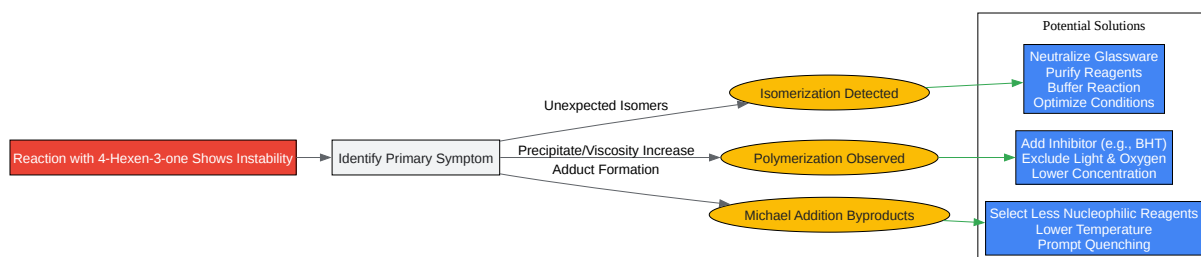 Potential Solutions
Neutralize Glassware
Purify Reagents
Buffer Reaction
Optimize Conditions
Isomerization Detected
Unexpected Isomers
Reaction with 4-Hexen-3-one Shows Instability
Identify Primary Symptom
Precipitate/Viscosity Increase
Polymerization Observed
Add Inhibitor (e.g., BHT)
Exclude Light & Oxygen
Lower Concentration
Adduct Formation
Michael Addition Byproducts
Select Less Nucleophilic Reagents
Lower Temperature
Prompt Quenching